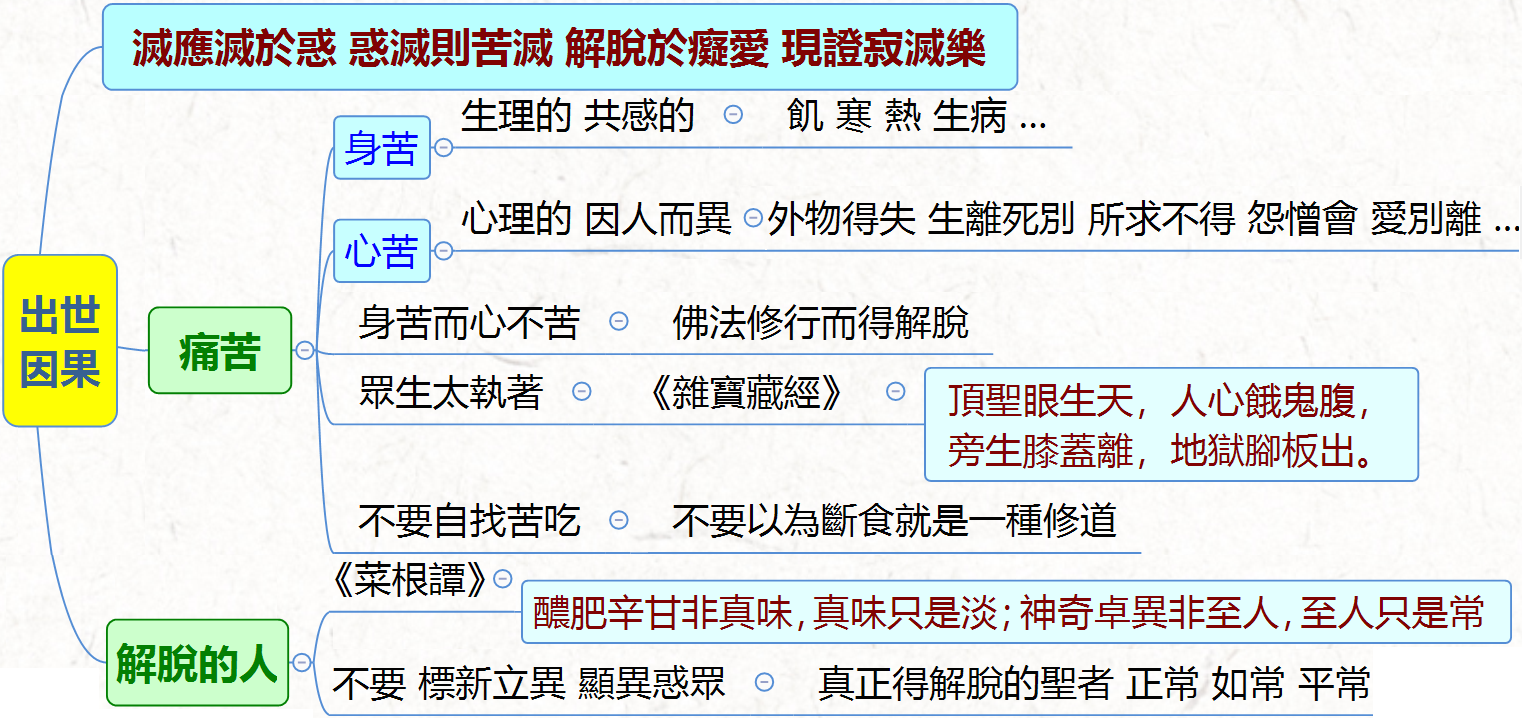 滅應滅於惑 惑滅則苦滅 解脫於癡愛 現證寂滅樂
出世
因果
痛苦
身苦
生理的 共感的
飢 寒 熱 生病 ...
心苦
心理的 因人而異
外物得失 生離死別 所求不得 怨憎會 愛別離 ...
身苦而心不苦
佛法修行而得解脫
眾生太執著
《雜寶藏經》
頂聖眼生天，人心餓鬼腹，
旁生膝蓋離，地獄腳板出。
不要自找苦吃
不要以為斷食就是一種修道
解脫的人
《菜根譚》
醲肥辛甘非真味,真味只是淡;神奇卓異非至人,至人只是常
不要 標新立異 顯異惑眾
真正得解脫的聖者 正常 如常 平常